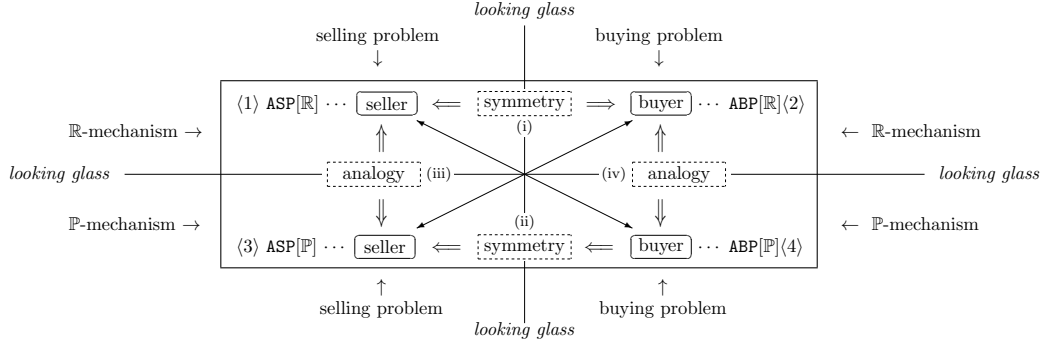 looking glass
selling problem buying problem
↓ ↓
⟨1⟩ ASP[ℝ] ··· seller ⟸ symmetry ⟹ buyer ··· ABP[ℝ]⟨2⟩
(i)
ℝ-mechanism → ← ℝ-mechanism
looking glass analogy (iii) (iv) analogy looking glass
ℙ-mechanism → ← ℙ-mechanism
(ii)
⟨3⟩ ASP[ℙ] ··· seller ⟸ symmetry ⟸ buyer ··· ABP[ℙ]⟨4⟩
↑ ↑
selling problem buying problem
looking glass